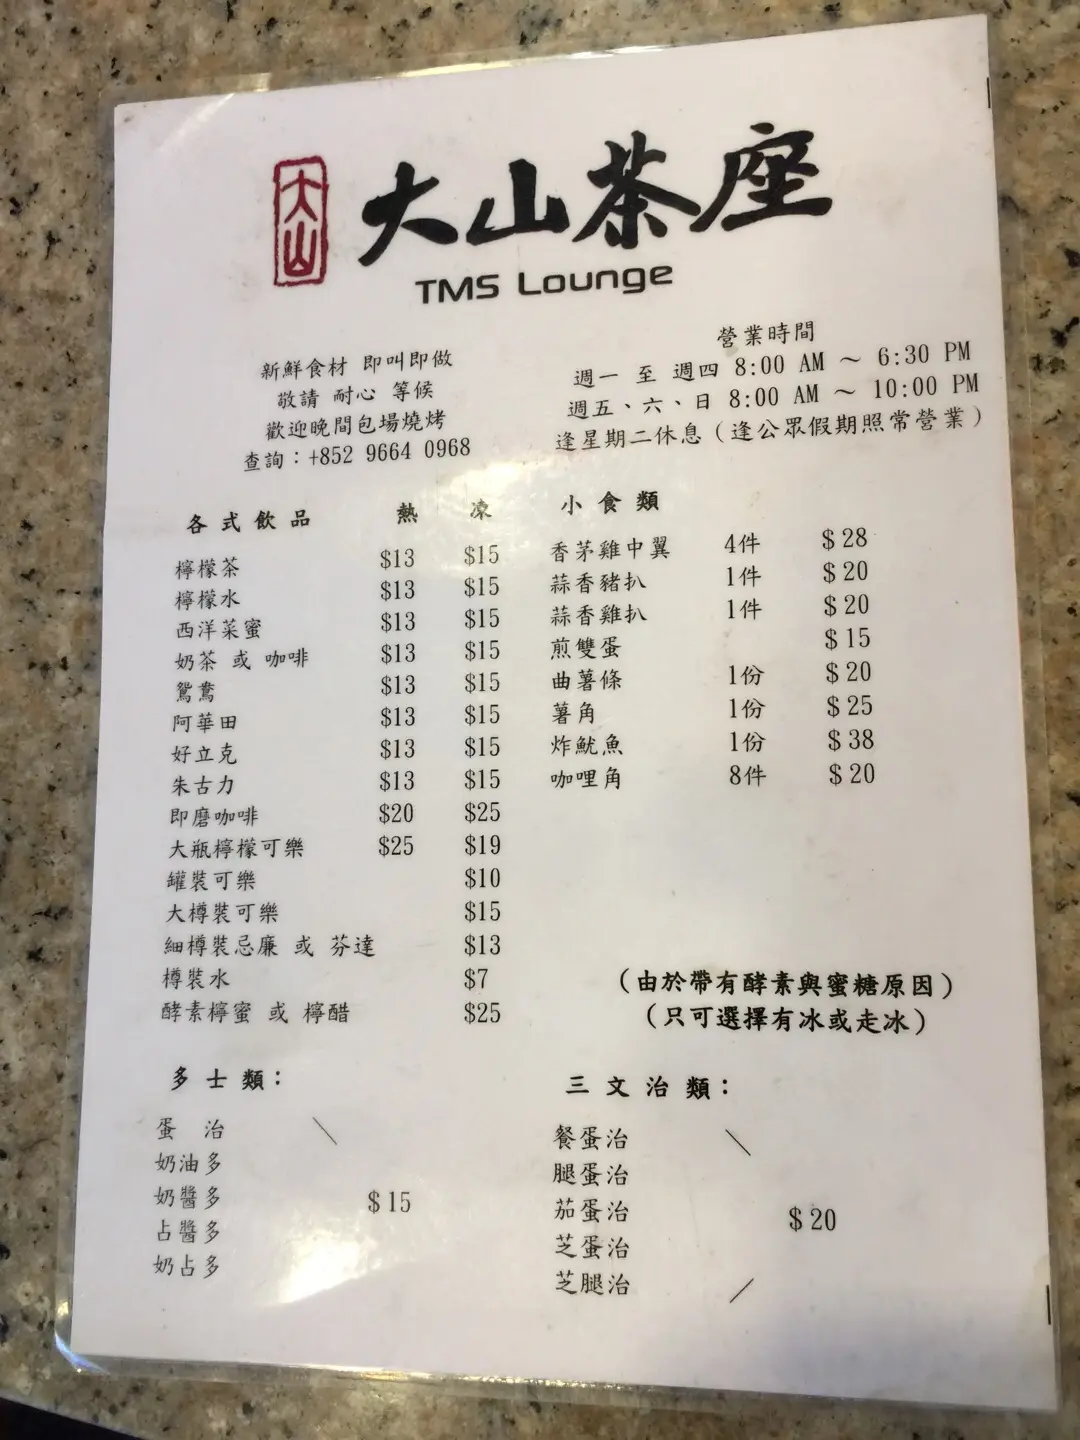 大山
大山茶座
TMS Lounge
新鮮食材 即叫即做
敬請 耐心 等候
歡迎晚間包場燒烤
查詢：+852 9664 0968
營業時間
週一 至 週四 8:00 AM ～ 6:30 PM
週五、六、日 8:00 AM ～ 10:00 PM
逢星期二休息（逢公眾假期照常營業）
各式飲品 熱 凍
檸檬茶 $13 $15
檸檬水 $13 $15
西洋菜蜜 $13 $15
奶茶 或 咖啡 $13 $15
鴛鴦 $13 $15
阿華田 $13 $15
好立克 $13 $15
朱古力 $13 $15
即磨咖啡 $20 $25
大瓶檸檬可樂 $25 $19
罐裝可樂 $10
大樽裝可樂 $15
細樽裝忌廉 或 芬達 $13
樽裝水 $7
酵素檸蜜 或 檸醋 $25
小食類
香茅雞中翼 4件 $28
蒜香豬扒 1件 $20
蒜香雞扒 1件 $20
煎雙蛋 $15
曲薯條 1份 $20
薯角 1份 $25
炸魷魚 1份 $38
咖哩角 8件 $20
（由於帶有酵素與蜜糖原因）
（只可選擇有冰或走冰）
多士類：
蛋 治
奶油多
奶醬多 $15
占醬多
奶占多
三文治類：
餐蛋治
腿蛋治
茄蛋治 $20
芝蛋治
芝腿治